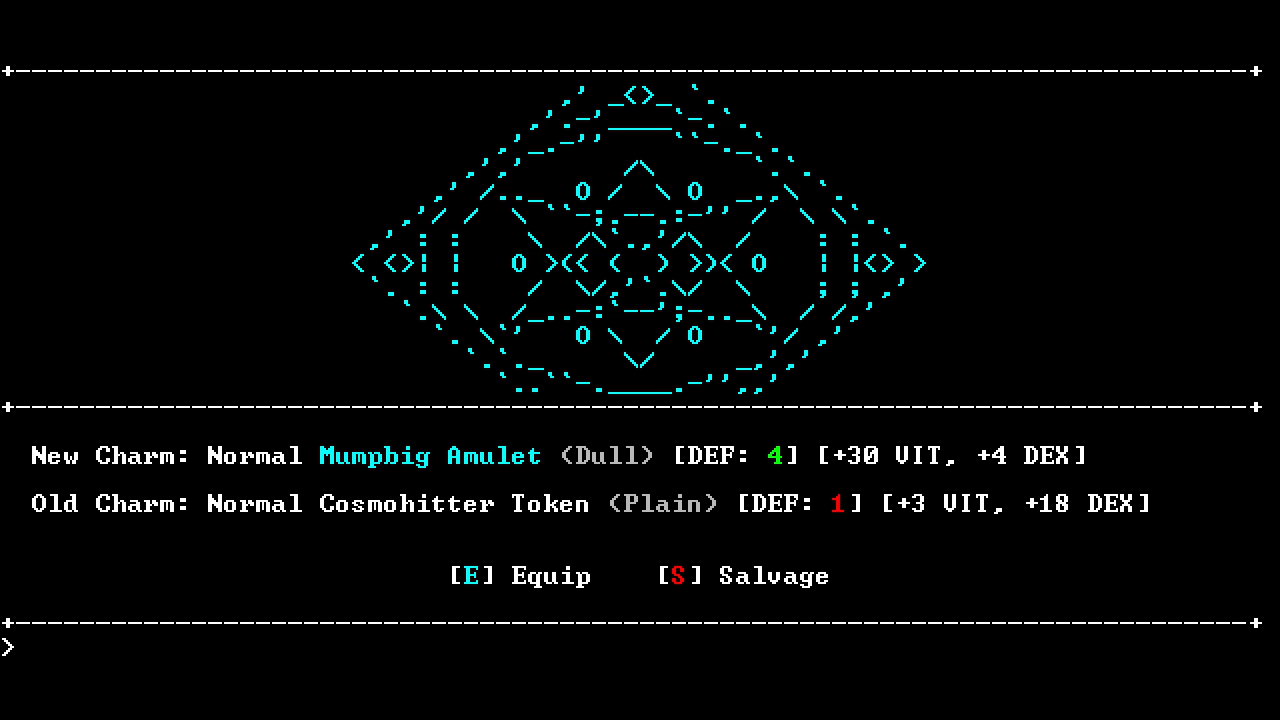 New Charm: Normal Mumpbig Amulet (Dull) [DEF: 4] [+30 VIT, +4 DEX]
Old Charm: Normal Cosmohitter Token (Plain) [DEF: 1] [+3 VIT, +18 DEX]
[E] Equip [S] Salvage
>